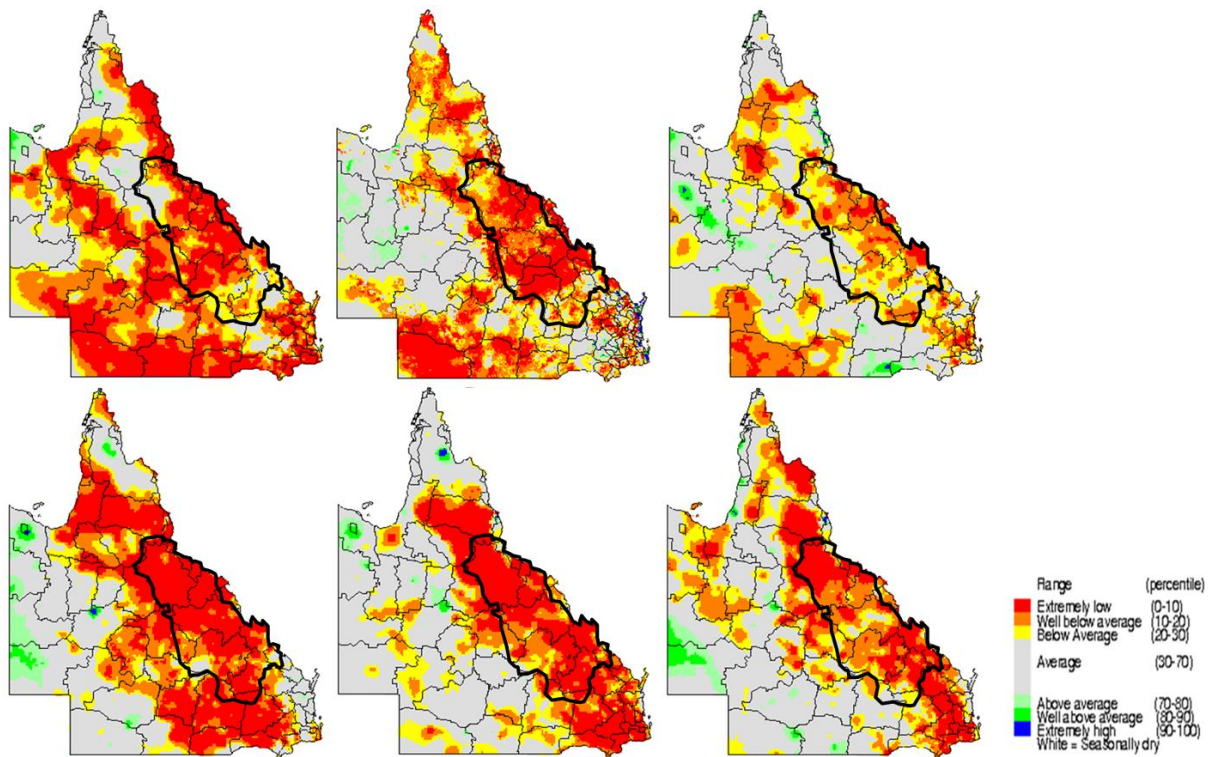 Range (percentile)
Extremely low (0-10)
Well below average (10-20)
Below Average (20-30)
Average (30-70)
Above average (70-80)
Well above average (80-90)
Extremely high (90-100)
White = Seasonally dry